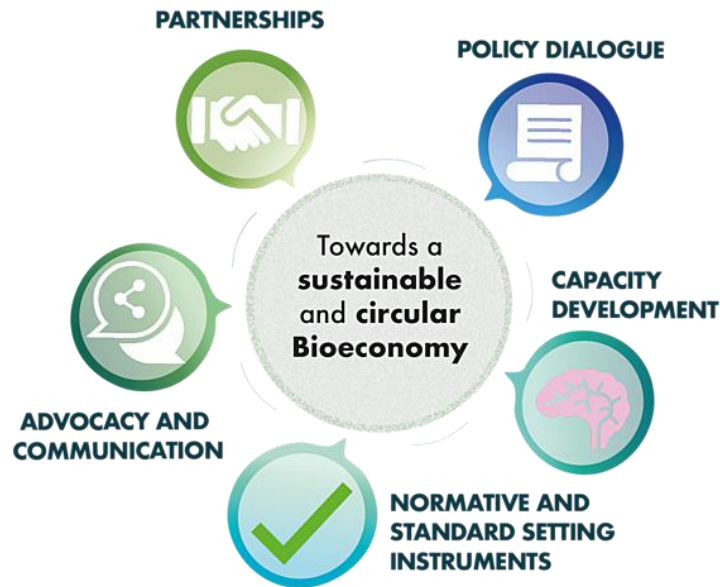 PARTNERSHIPS
POLICY DIALOGUE
Towards a
sustainable
and circular
Bioeconomy
CAPACITY
DEVELOPMENT
ADVOCACY AND
COMMUNICATION
NORMATIVE AND
STANDARD SETTING
INSTRUMENTS